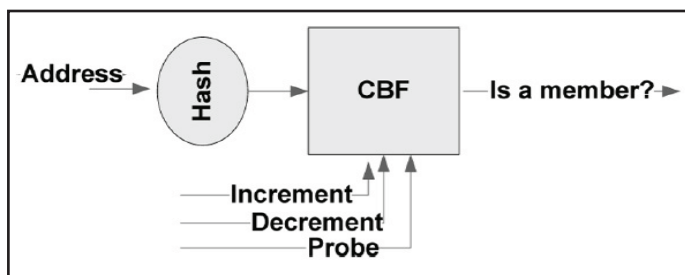 Address
Hash
CBF
Is a member?
Increment
Decrement
Probe